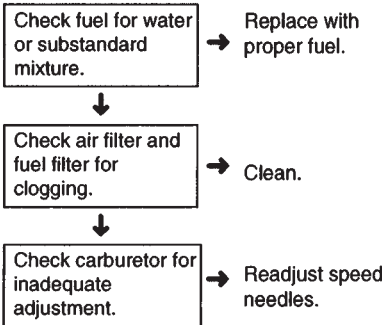 Check fuel for water
or substandard
mixture.
Replace with
proper fuel.
Check air filter and
fuel filter for
clogging.
Clean.
Check carburetor for
inadequate
adjustment.
Readjust speed
needles.